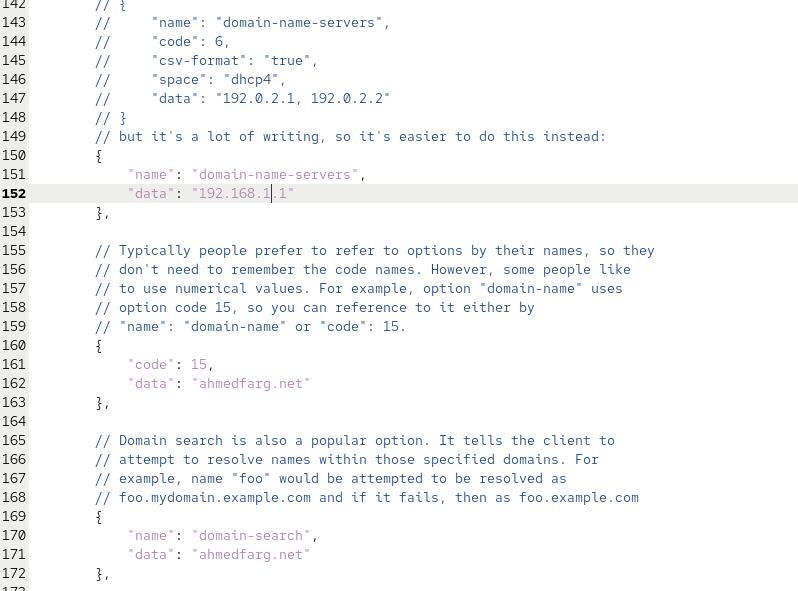 142        // {
143        //     "name": "domain-name-servers",
144        //     "code": 6,
145        //     "csv-format": "true",
146        //     "space": "dhcp4",
147        //     "data": "192.0.2.1, 192.0.2.2"
148        // }
149        // but it's a lot of writing, so it's easier to do this instead:
150        {
151            "name": "domain-name-servers",
152            "data": "192.168.1.1"
153        },
154
155        // Typically people prefer to refer to options by their names, so they
156        // don't need to remember the code names. However, some people like
157        // to use numerical values. For example, option "domain-name" uses
158        // option code 15, so you can reference to it either by
159        // "name": "domain-name" or "code": 15.
160        {
161            "code": 15,
162            "data": "ahmedfarg.net"
163        },
164
165        // Domain search is also a popular option. It tells the client to
166        // attempt to resolve names within those specified domains. For
167        // example, name "foo" would be attempted to be resolved as
168        // foo.mydomain.example.com and if it fails, then as foo.example.com
169        {
170            "name": "domain-search",
171            "data": "ahmedfarg.net"
172        },
173